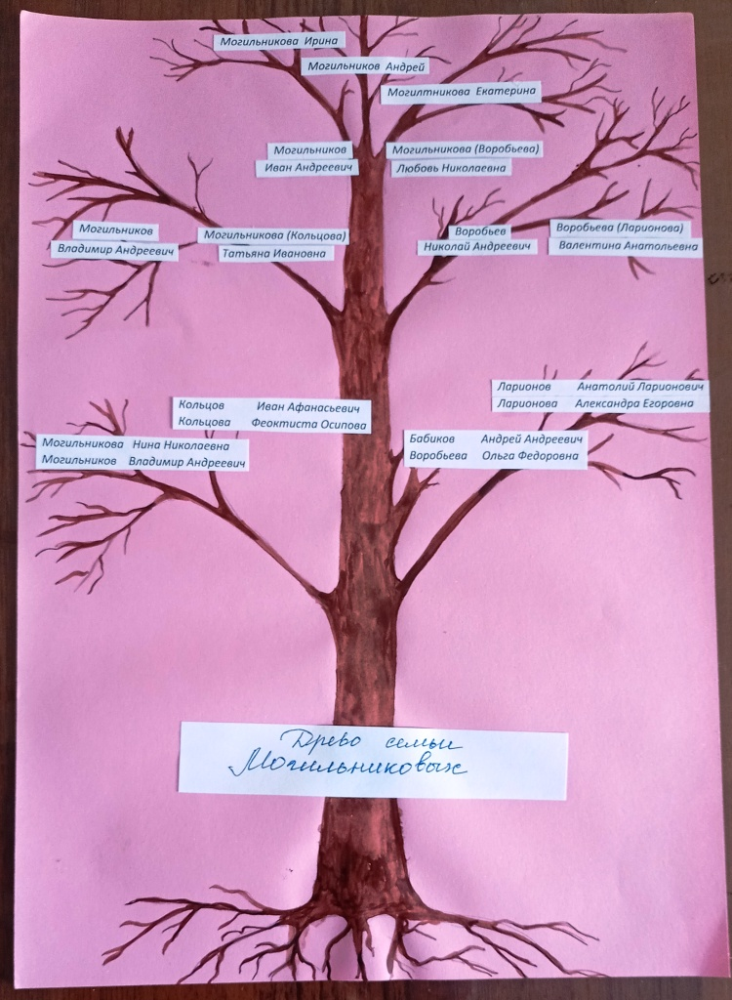 Могильникова Ирина
Могильников Андрей
Могилтникова Екатерина
Могильников
Иван Андреевич
Могильникова (Воробьева)
Любовь Николаевна
Могильников
Владимир Андреевич
Могильникова (Кольцова)
Татьяна Ивановна
Воробьев
Николай Андреевич
Воробьева (Ларионова)
Валентина Анатольевна
Кольцов Иван Афанасьевич
Кольцова Феоктиста Осипова
Ларионов Анатолий Ларионович
Ларионова Александра Егоровна
Могильникова Нина Николаевна
Могильников Владимир Андреевич
Бабиков Андрей Андреевич
Воробьева Ольга Федоровна
Древо семьи
Могильниковых